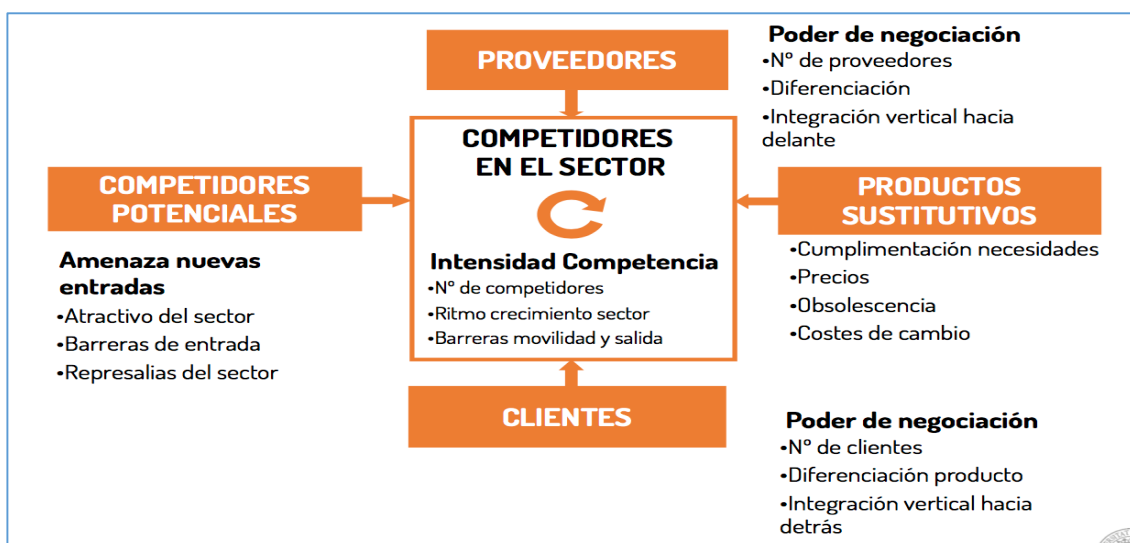 PROVEEDORES
Poder de negociación
•Nº de proveedores
•Diferenciación
•Integración vertical hacia
delante
COMPETIDORES
POTENCIALES
Amenaza nuevas
entradas
•Atractivo del sector
•Barreras de entrada
•Represalias del sector
COMPETIDORES
EN EL SECTOR
Intensidad Competencia
•Nº de competidores
•Ritmo crecimiento sector
•Barreras movilidad y salida
PRODUCTOS
SUSTITUTIVOS
•Cumplimentación necesidades
•Precios
•Obsolescencia
•Costes de cambio
CLIENTES
Poder de negociación
•Nº de clientes
•Diferenciación producto
•Integración vertical hacia
detrás